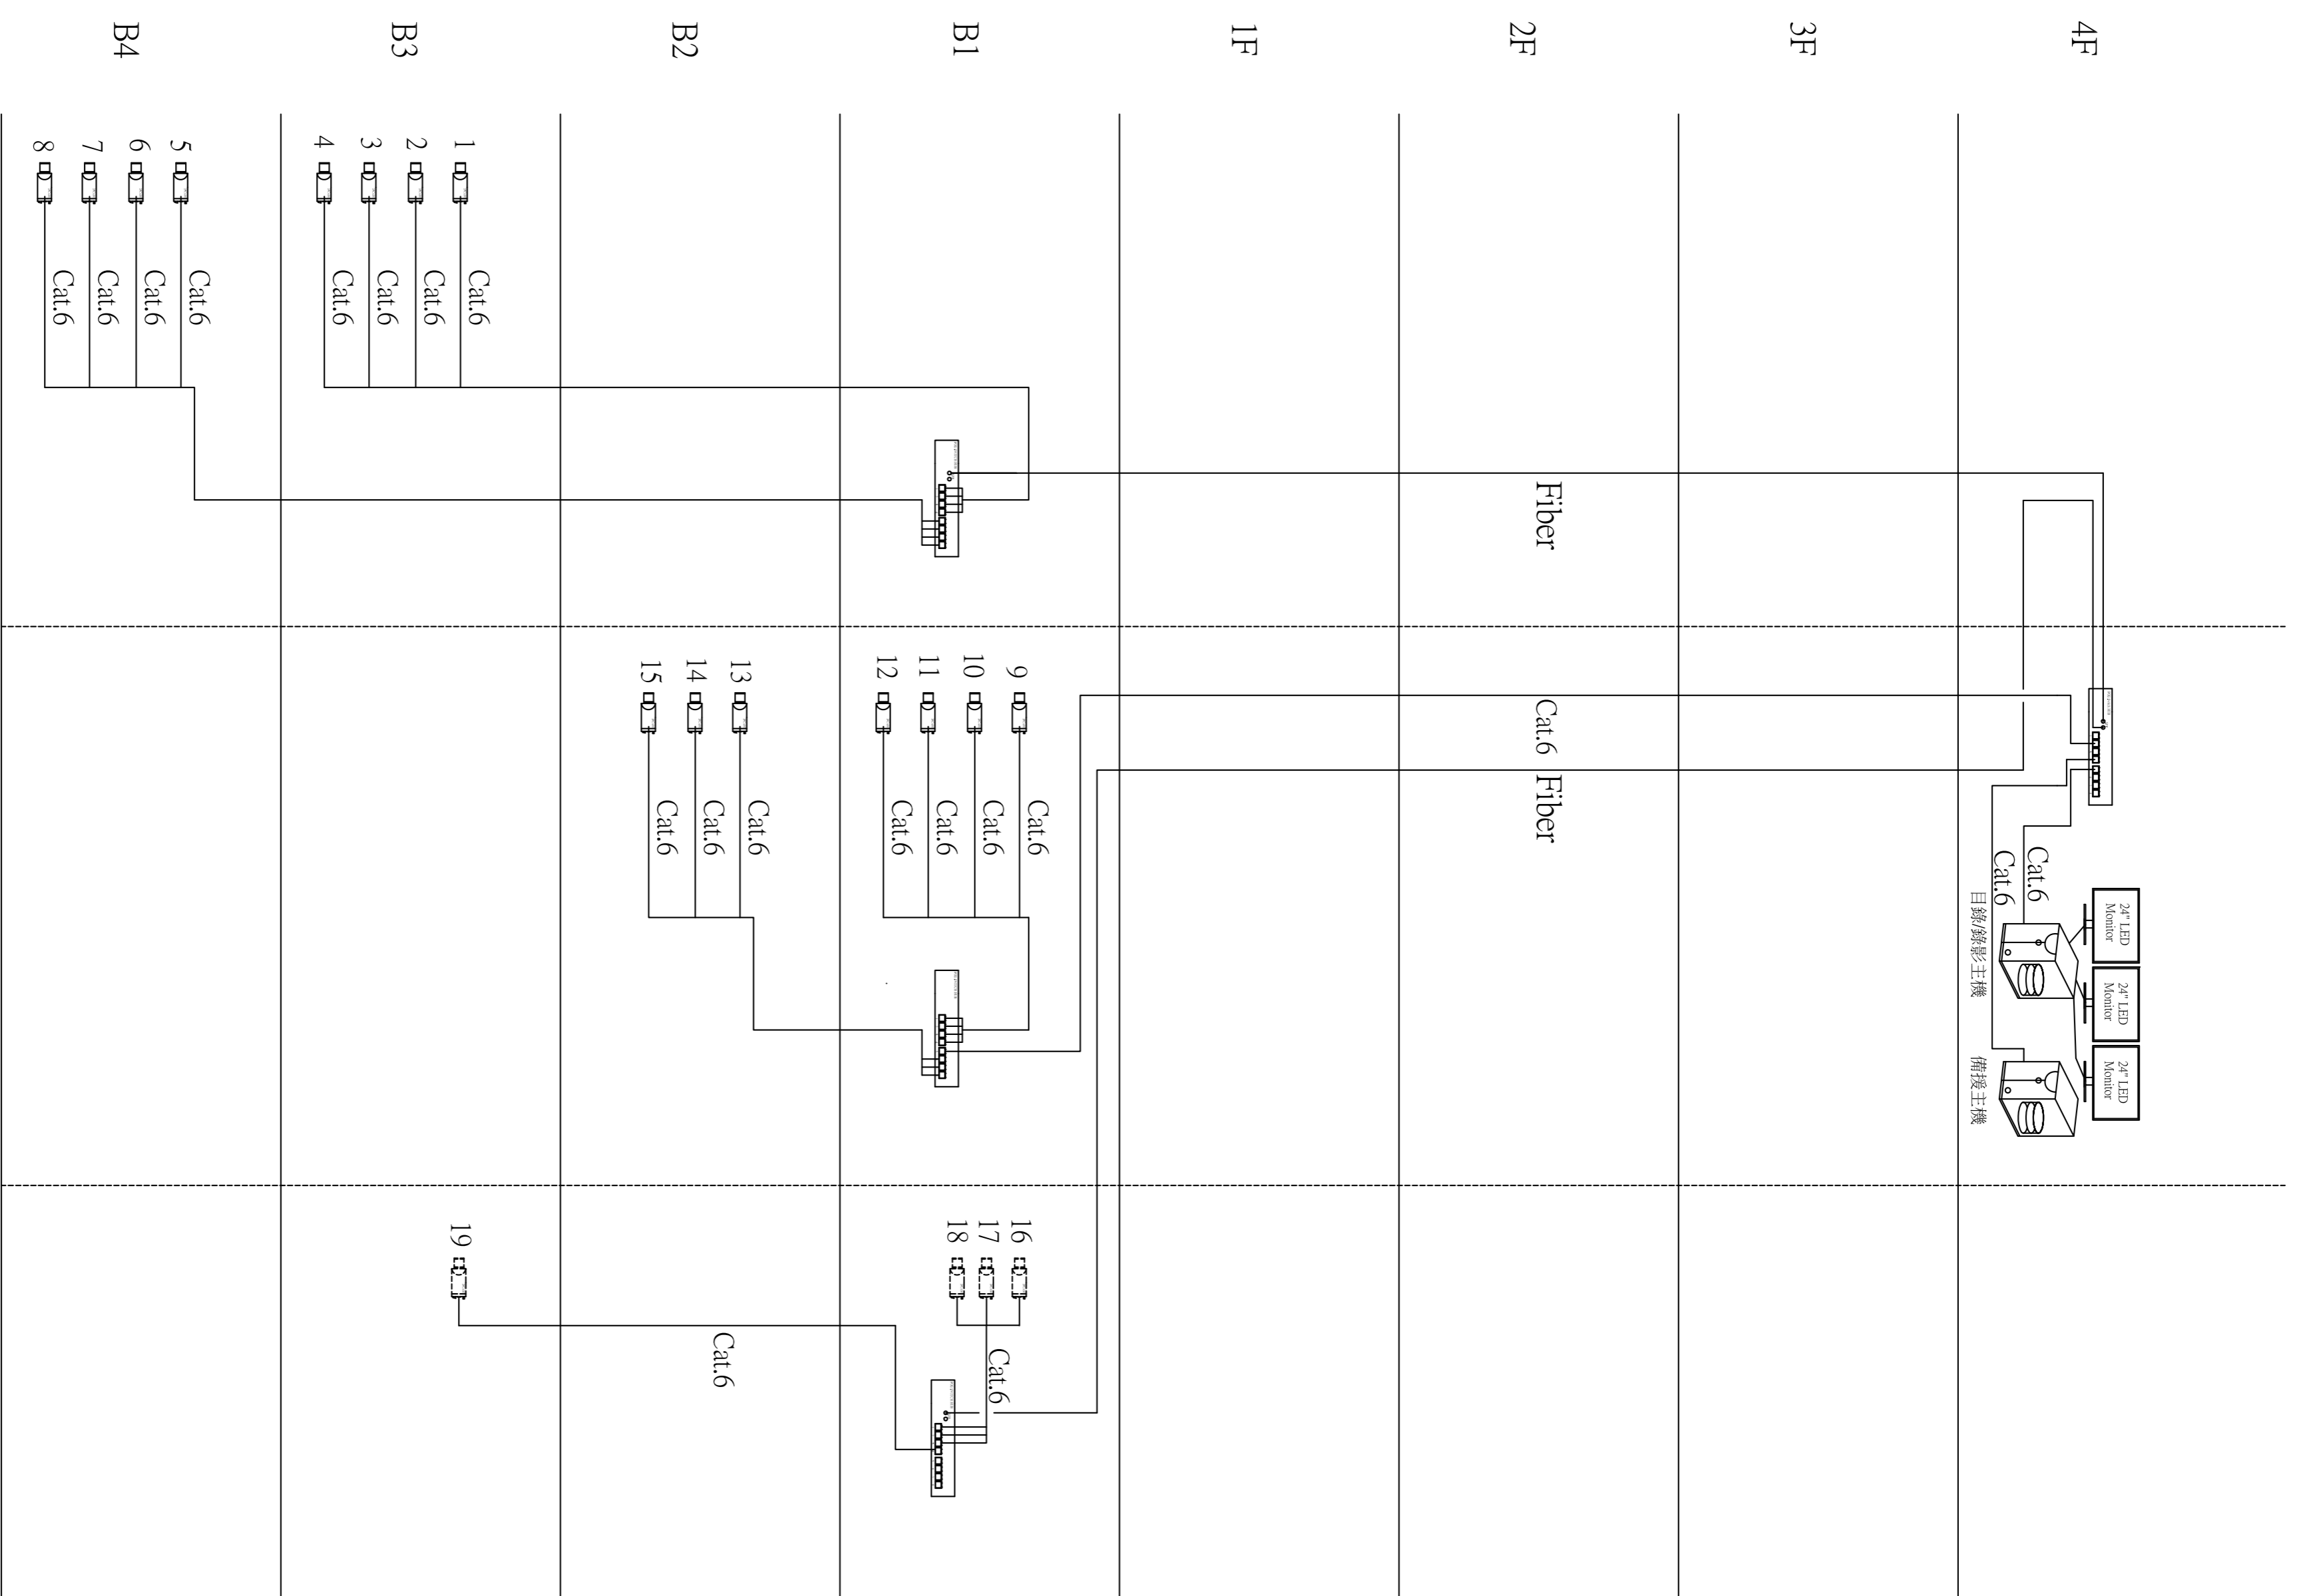 4F
24" LED
Monitor
24" LED
Monitor
24" LED
Monitor
Cat.6
Cat.6
目錄/錄影主機
備援主機
3F
2F
Fiber
Cat.6
Fiber
1F
B1
9
Cat.6
10
Cat.6
11
Cat.6
12
Cat.6
16
17
18
Cat.6
B2
13
Cat.6
14
Cat.6
15
Cat.6
Cat.6
B3
1
Cat.6
2
Cat.6
3
Cat.6
4
Cat.6
19
B4
5
Cat.6
6
Cat.6
7
Cat.6
8
Cat.6